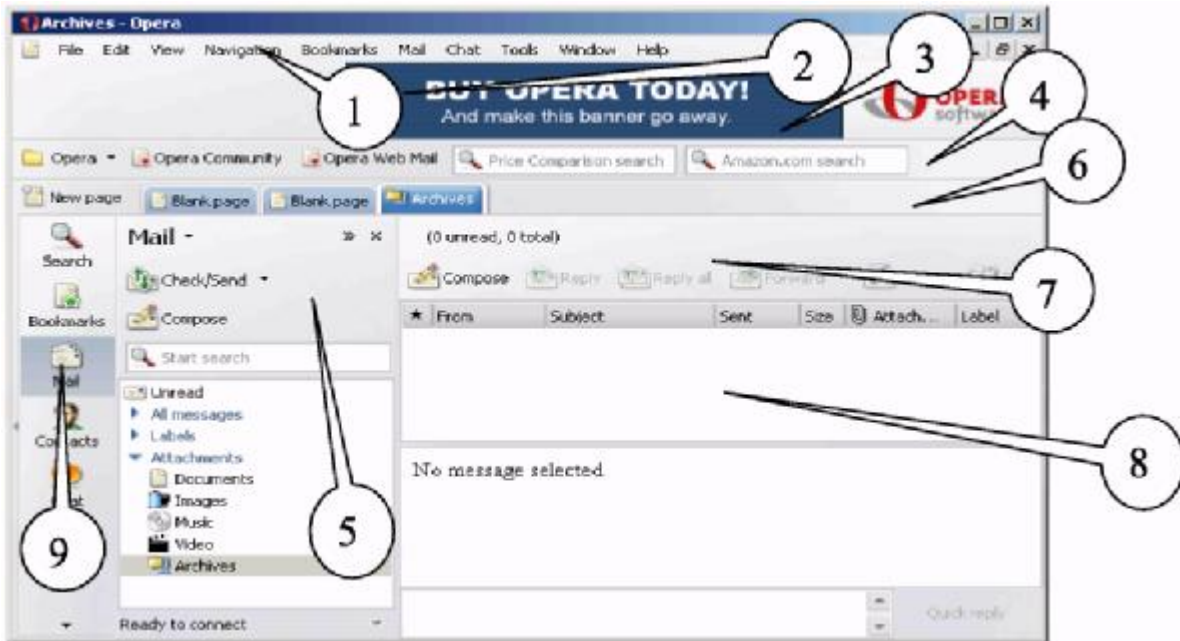 Archives - Opera
File Edit View Navigation Bookmarks Mail Chat Tools Window Help
BUY OPERA TODAY!
And make this banner go away.
OPER
softw
Opera Opera Community Opera Web Mail Price Comparison search Amazon.com search
New page Blank page Blank page Archives
Search
Bookmarks
Mail
Contacts
Mail
Check/Send
Compose
Start search
Unread
All messages
Labels
Attachments
Documents
Images
Music
Video
Archives
Ready to connect
(0 unread, 0 total)
Compose Reply Reply all Forward
From Subject Sent Size Attach... Label
No message selected
Quick reply
1
2
3
4
6
7
8
5
9